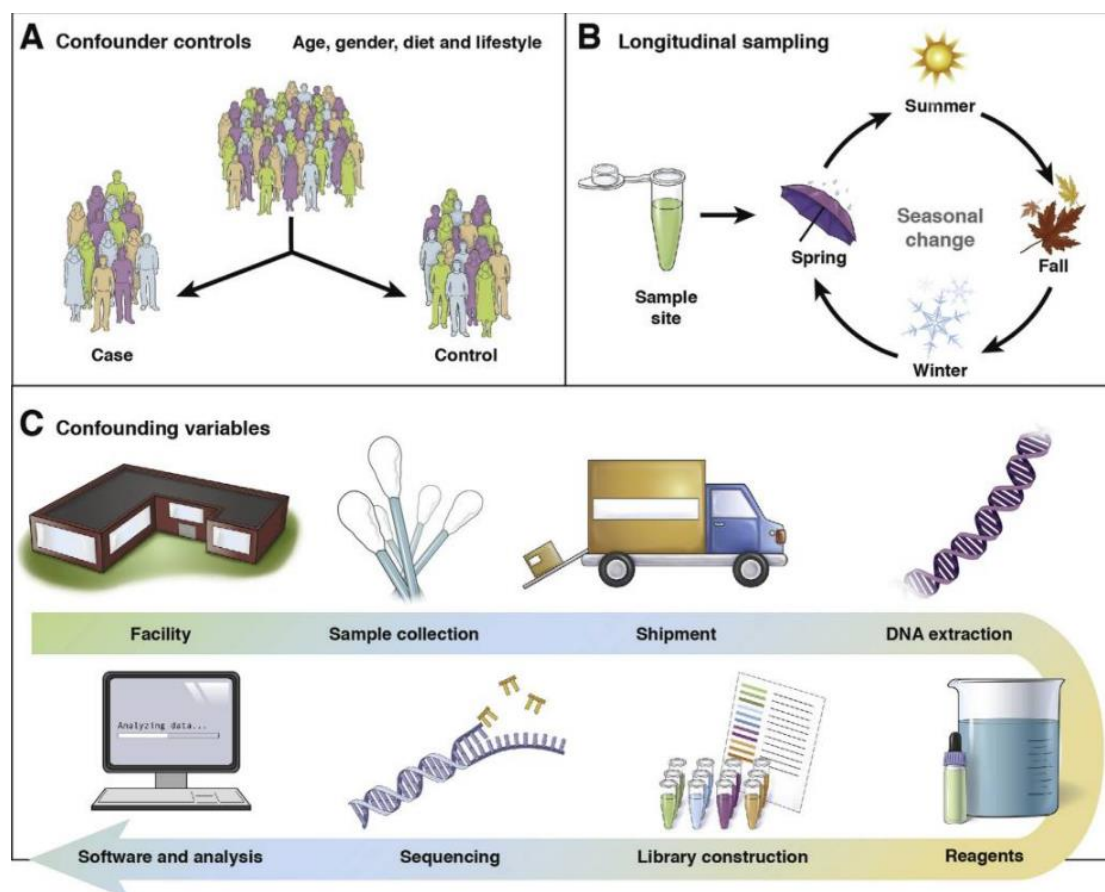 A Confounder controls Age, gender, diet and lifestyle
Case
Control
B Longitudinal sampling
Summer
Sample
site
Spring
Seasonal
change
Fall
Winter
C Confounding variables
Facility Sample collection Shipment DNA extraction
Analyzing data...
Software and analysis Sequencing Library construction Reagents